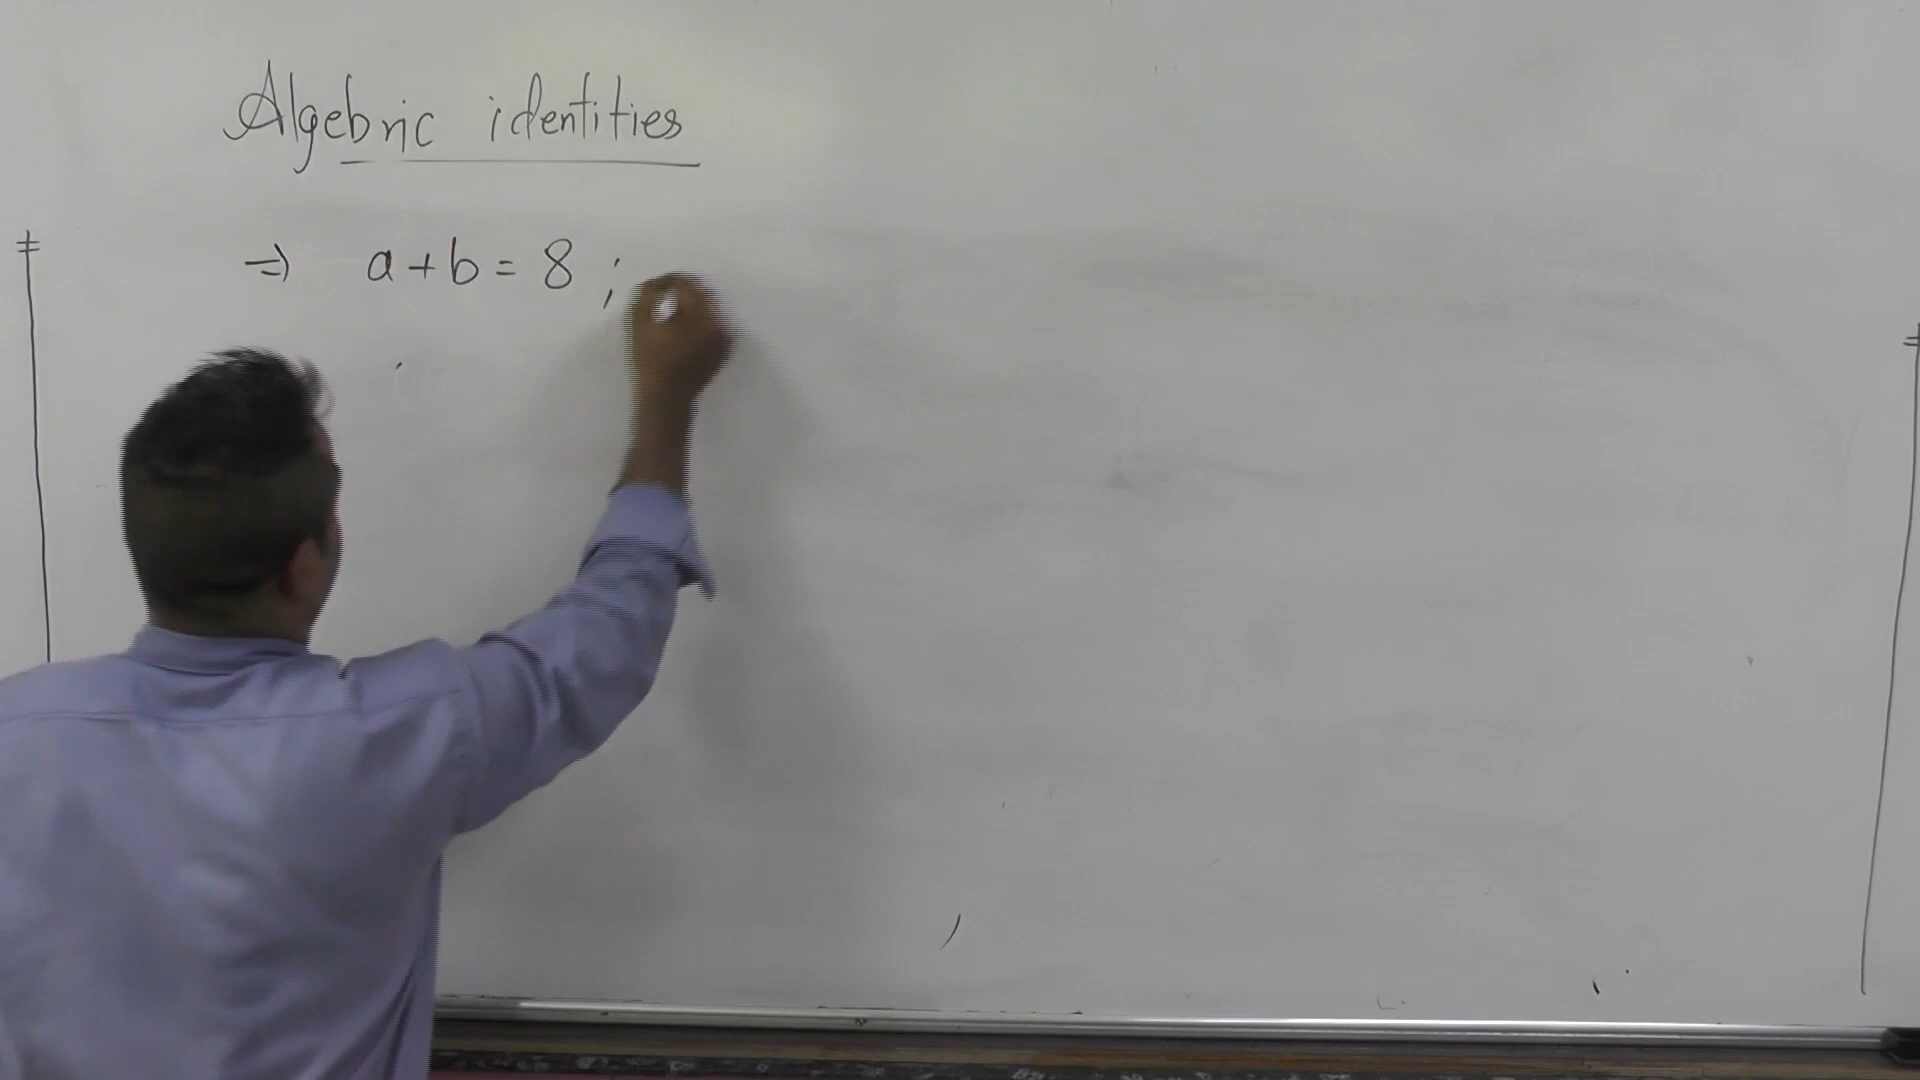 Algebric identities
⇒ a + b = 8 ;